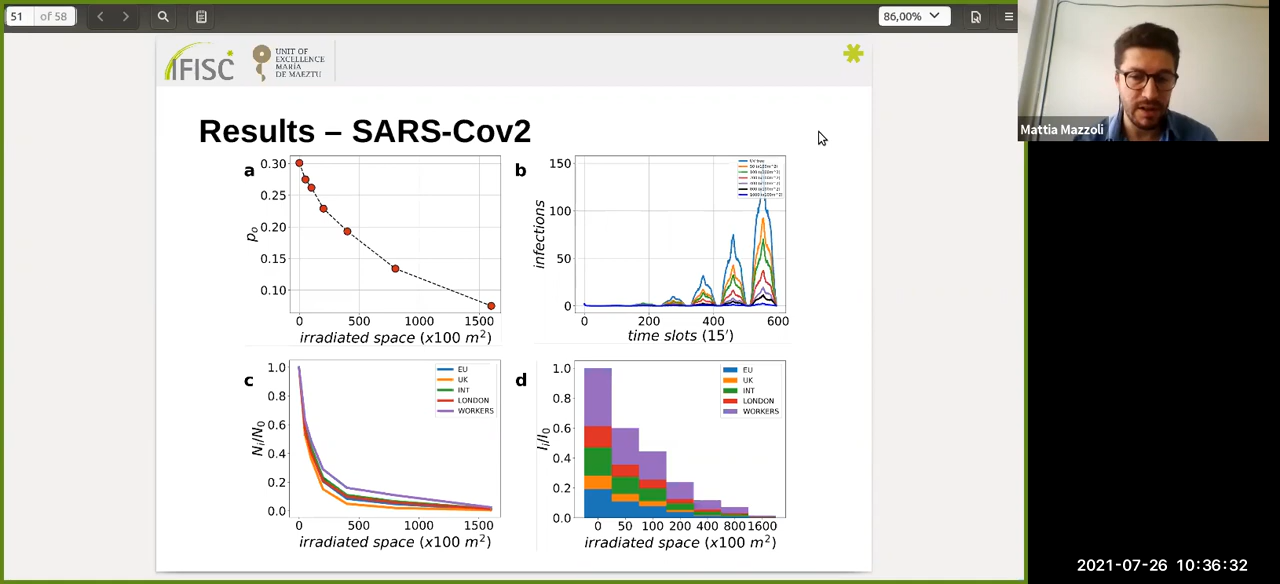 51 of 58
86,00%
IFISC
UNIT OF
EXCELLENCE
MARÍA
DE MAEZTU
Mattia Mazzoli
Results – SARS-Cov2
a
0.30
0.25
0.20
0.15
0.10
p₀
0 500 1000 1500
irradiated space (x100 m²)
b
150
100
50
0
infections
0 200 400 600
time slots (15′)
c
1.0
0.8
0.6
0.4
0.2
0.0
Nᵢ/N₀
EU
UK
INT
LONDON
WORKERS
0 500 1000 1500
irradiated space (x100 m²)
d
1.0
0.8
0.6
0.4
0.2
0.0
Iᵢ/I₀
EU
UK
INT
LONDON
WORKERS
0 50 100 200 400 800 1600
irradiated space (x100 m²)
2021-07-26 10:36:32